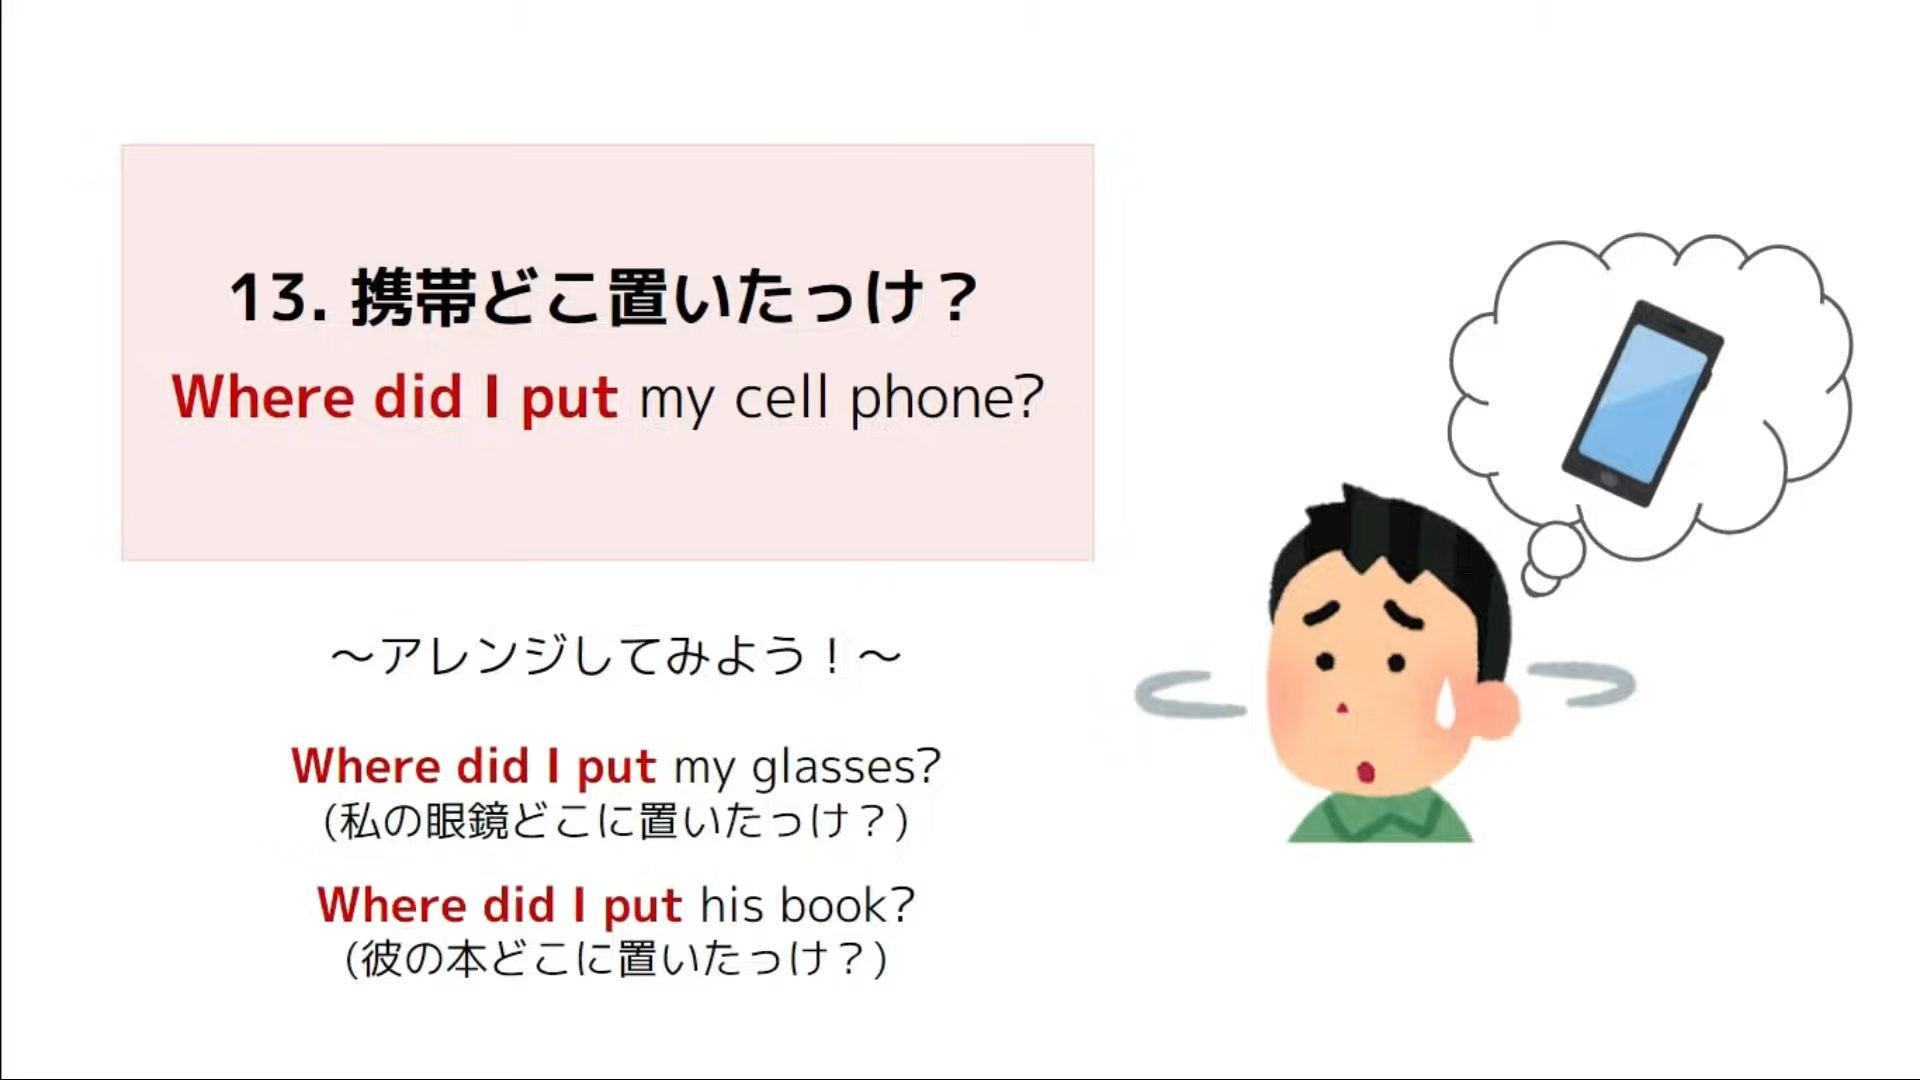 13. 携帯どこ置いたっけ？
Where did I put my cell phone?
～アレンジしてみよう！～
Where did I put my glasses?
(私の眼鏡どこに置いたっけ？)
Where did I put his book?
(彼の本どこに置いたっけ？)